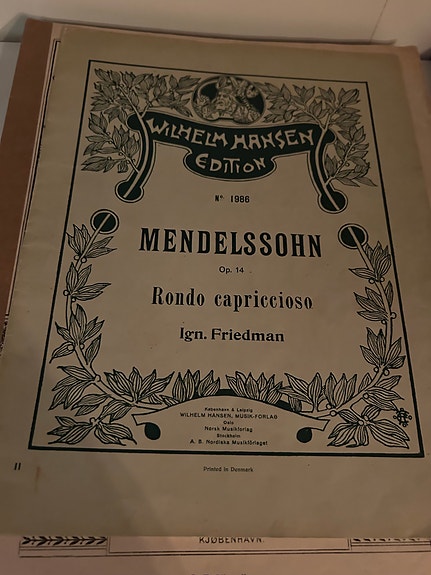 WILHELM HANSEN
EDITION
Nº 1986
MENDELSSOHN
Op. 14
Rondo capriccioso
Ign. Friedman
København & Leipzig
WILHELM HANSEN, MUSIK-FORLAG
Oslo
Norsk Musikforlag
Stockholm
A. B. Nordiska Musikförlaget
II
Printed in Denmark
KJØBENHAVN.